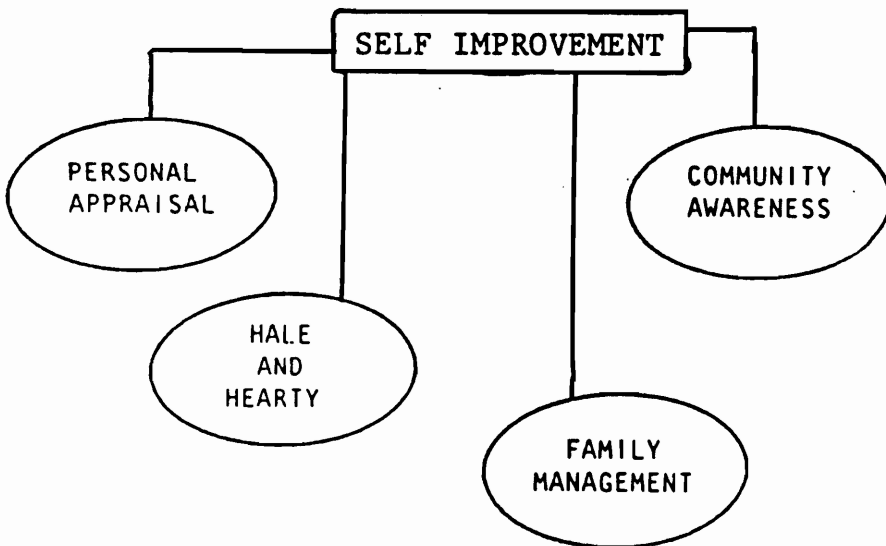 SELF IMPROVEMENT
PERSONAL
APPRAISAL
COMMUNITY
AWARENESS
HALE
AND
HEARTY
FAMILY
MANAGEMENT